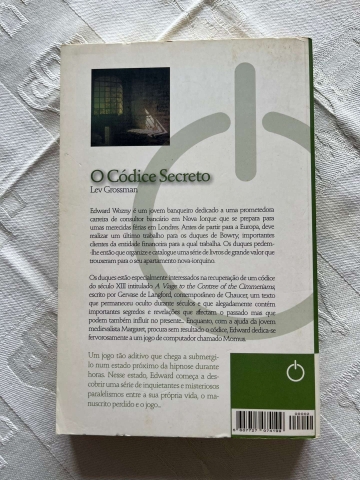 O Códice Secreto
Lev Grossman
Edward Wozny é um jovem banqueiro dedicado a uma prometedora
carreira de consultor bancário em Nova Iorque que se prepara para
umas merecidas férias em Londres. Antes de partir para a Europa, deve
realizar um último trabalho para os duques de Bowry, importantes
clientes da entidade financeira para a qual trabalha. Os duques pedem-
-lhe então que organize e catalogue uma série de livros de grande valor que
trouxeram para o seu apartamento nova-iorquino.
Os duques estão especialmente interessados na recuperação de um códice
do século XIII intitulado A Viage to the Contree of the Cimmerians,
escrito por Gervase de Langford, contemporâneo de Chaucer, um texto
que permaneceu oculto durante séculos e que alegadamente contém
importantes segredos e revelações que afectam o passado mas que
podem também influir no presente... Enquanto, com a ajuda da jovem
medievalista Margaret, procura sem resultado o códice, Edward dedica-se
fervorosamente a um jogo de computador chamado Momus.
Um jogo tão aditivo que chega a submergi-
lo num estado próximo da hipnose durante
horas. Nesse estado, Edward começa a des-
cobrir uma série de inquietantes e misteriosos
paralelismos entre a sua própria vida, o ma-
nuscrito perdido e o jogo...